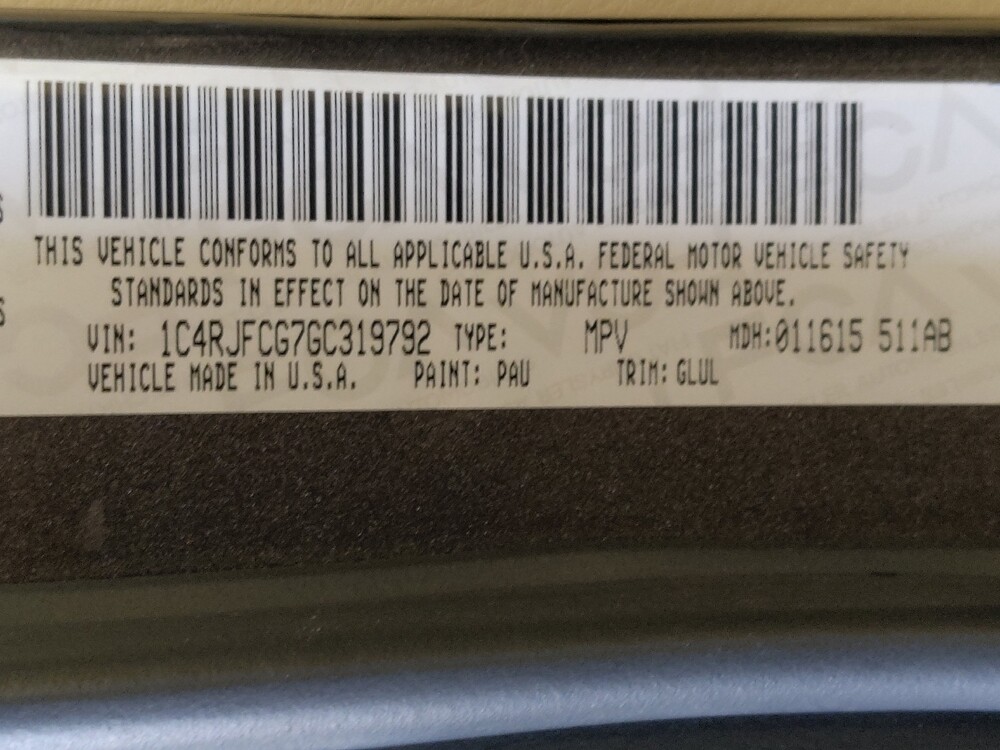 THIS VEHICLE CONFORMS TO ALL APPLICABLE U.S.A. FEDERAL MOTOR VEHICLE SAFETY
STANDARDS IN EFFECT ON THE DATE OF MANUFACTURE SHOWN ABOVE.
VIN: 1C4RJFCG7GC319792 TYPE: MPV MDH:011615 511AB
VEHICLE MADE IN U.S.A. PAINT: PAU TRIM: GLUL